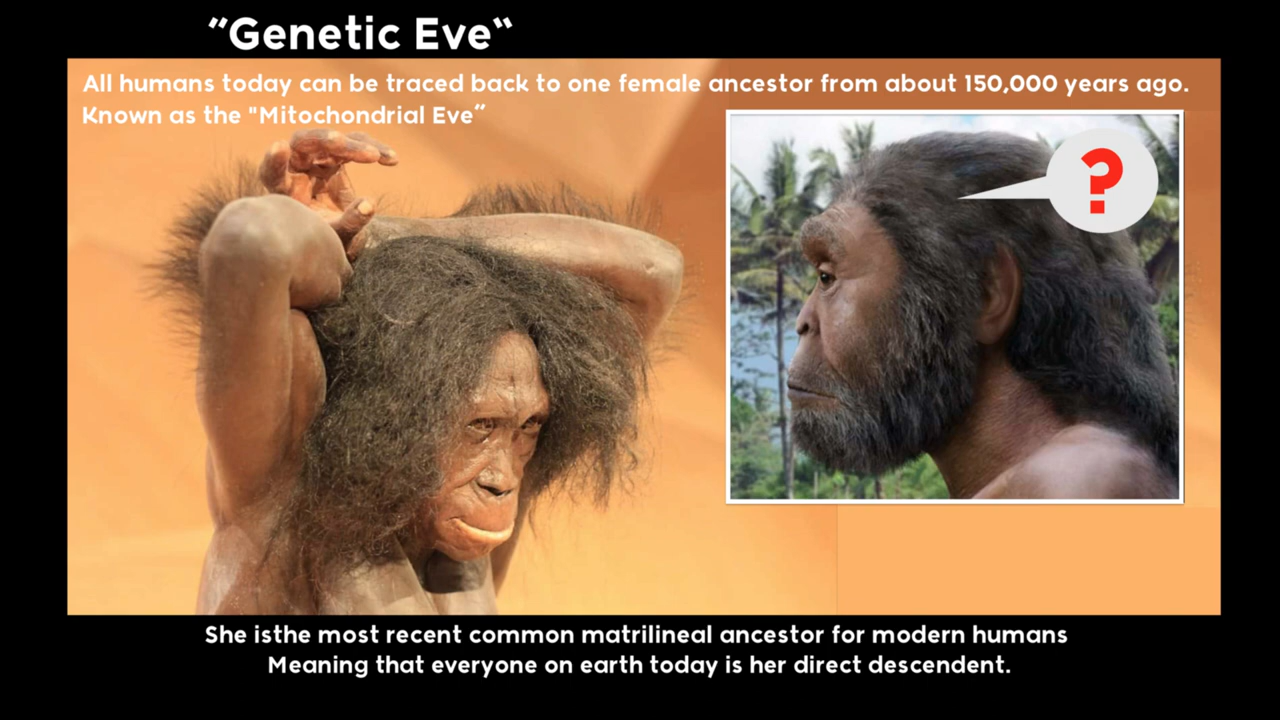 “Genetic Eve“
All humans today can be traced back to one female ancestor from about 150,000 years ago.
Known as the "Mitochondrial Eve“
?
She isthe most recent common matrilineal ancestor for modern humans
Meaning that everyone on earth today is her direct descendent.